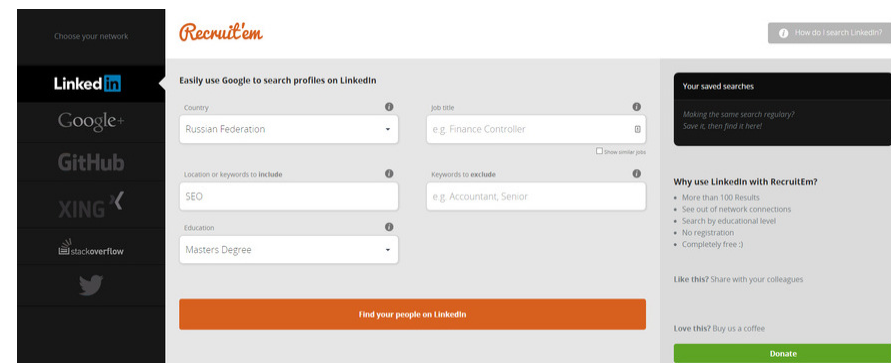 Choose your network
LinkedIn
Google+
GitHub
XING
stackoverflow
Recruit'em
How do I search LinkedIn?
Easily use Google to search profiles on LinkedIn
Country
Russian Federation
Job title
e.g. Finance Controller
Show similar jobs
Location or keywords to include
SEO
Keywords to exclude
e.g. Accountant, Senior
Education
Masters Degree
Find your people on LinkedIn
Your saved searches
Making the same search regulary?
Save it, then find it here!
Why use LinkedIn with RecruitEm?
More than 100 Results
See out of network connections
Search by educational level
No registration
Completely free :)
Like this? Share with your colleagues
Love this? Buy us a coffee
Donate